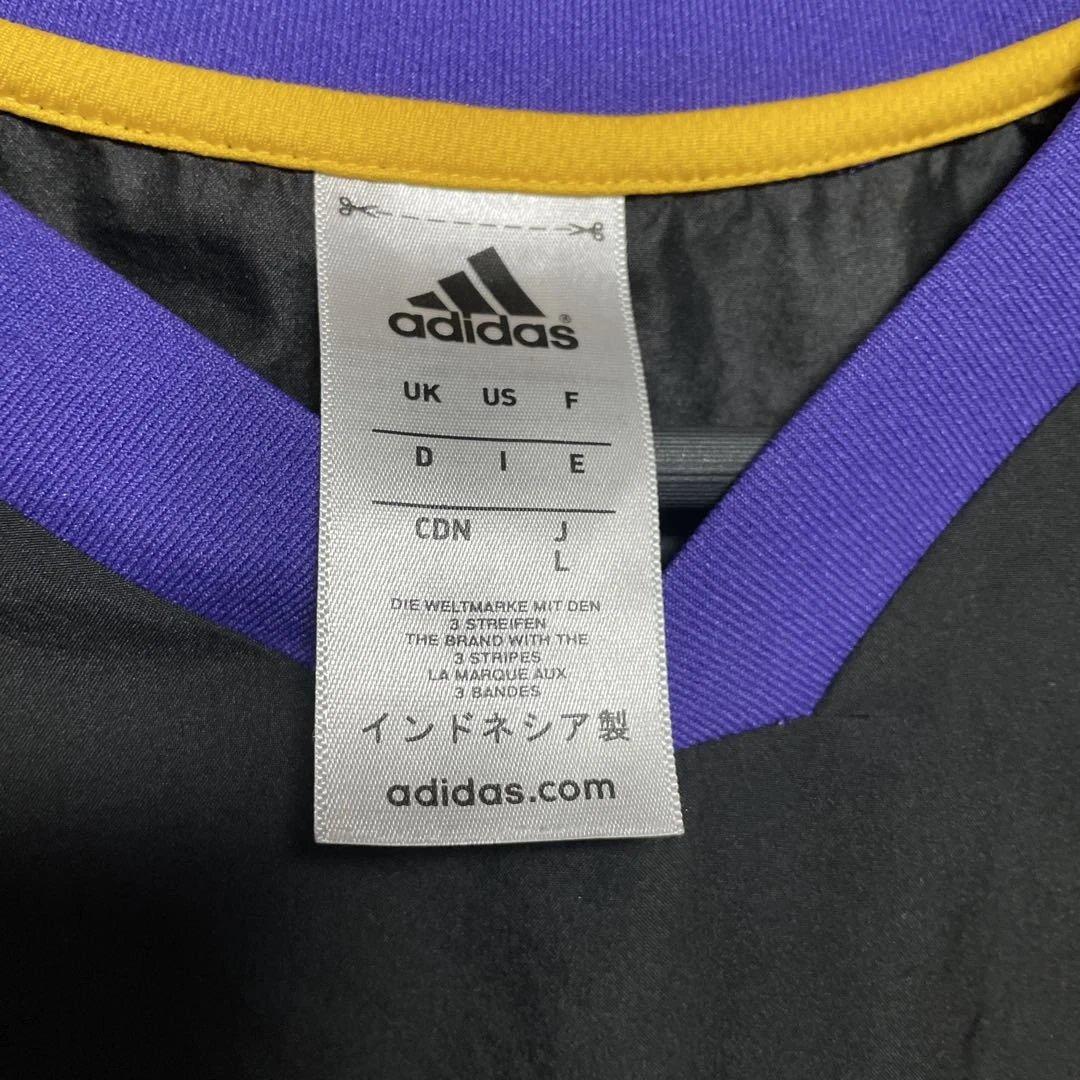 adidas®
UK US F
D I E
CDN J
L
DIE WELTMARKE MIT DEN
3 STREIFEN
THE BRAND WITH THE
3 STRIPES
LA MARQUE AUX
3 BANDES
インドネシア製
adidas.com